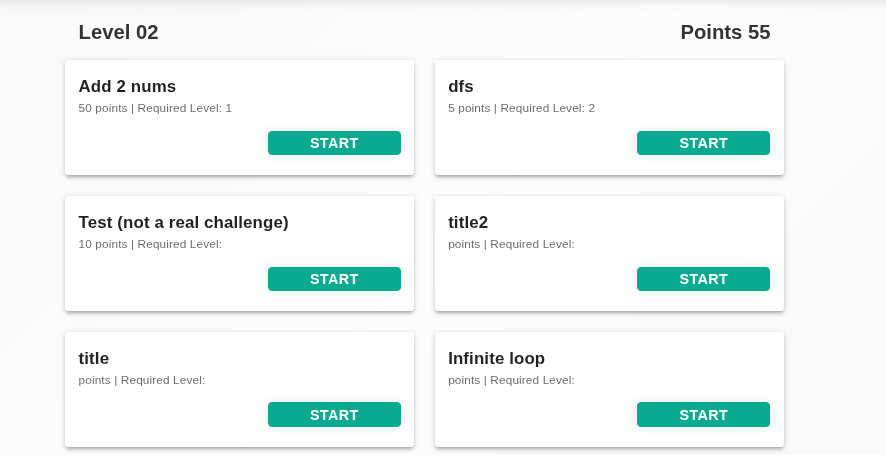 Level 02
Points 55
Add 2 nums
50 points | Required Level: 1
START
dfs
5 points | Required Level: 2
START
Test (not a real challenge)
10 points | Required Level:
START
title2
points | Required Level:
START
title
points | Required Level:
START
Infinite loop
points | Required Level:
START